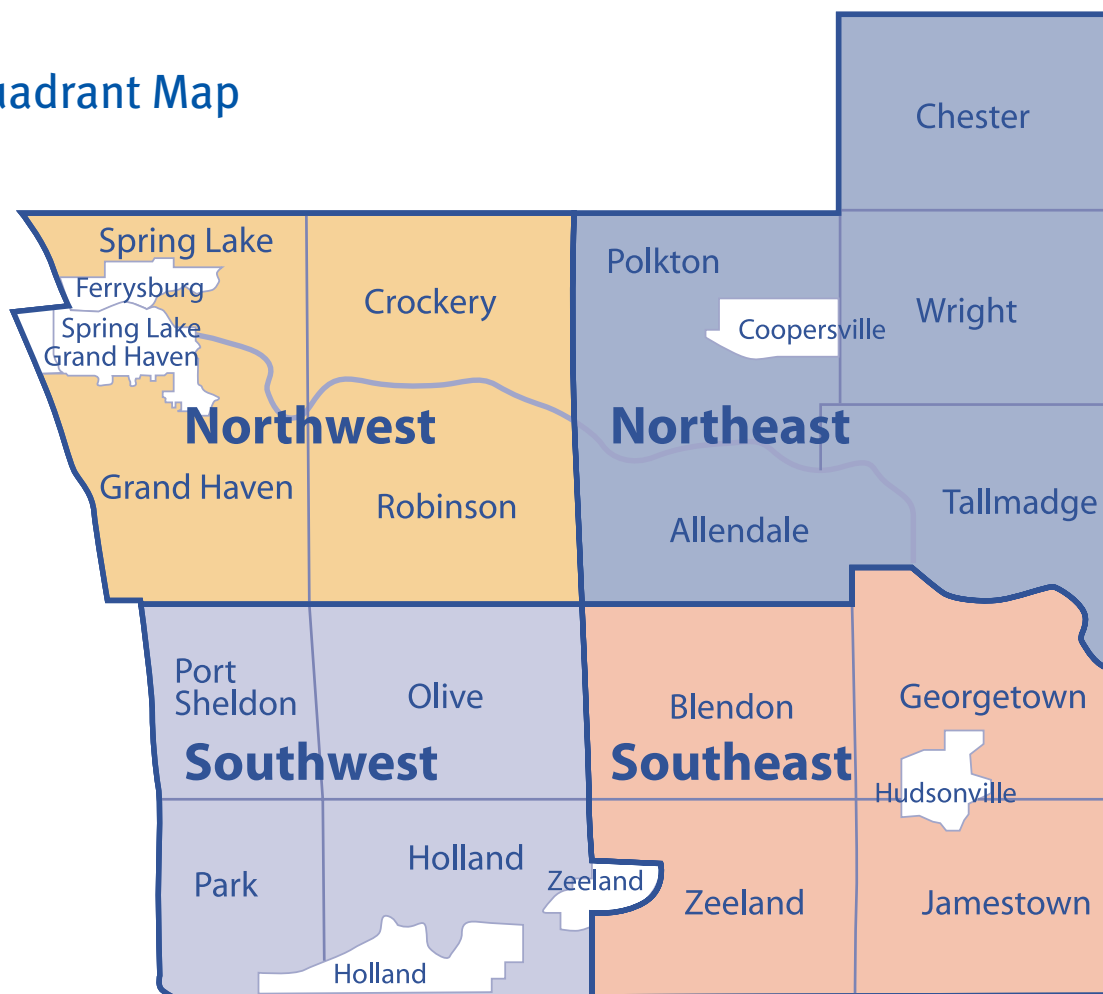 uadrant Map
Chester
Spring Lake
Polkton
Ferrysburg
Crockery
Wright
Spring Lake
Coopersville
Grand Haven
Northwest
Northeast
Grand Haven
Robinson
Tallmadge
Allendale
Port
Sheldon
Olive
Blendon
Georgetown
Southwest
Southeast
Hudsonville
Holland
Park
Zeeland
Zeeland
Jamestown
Holland